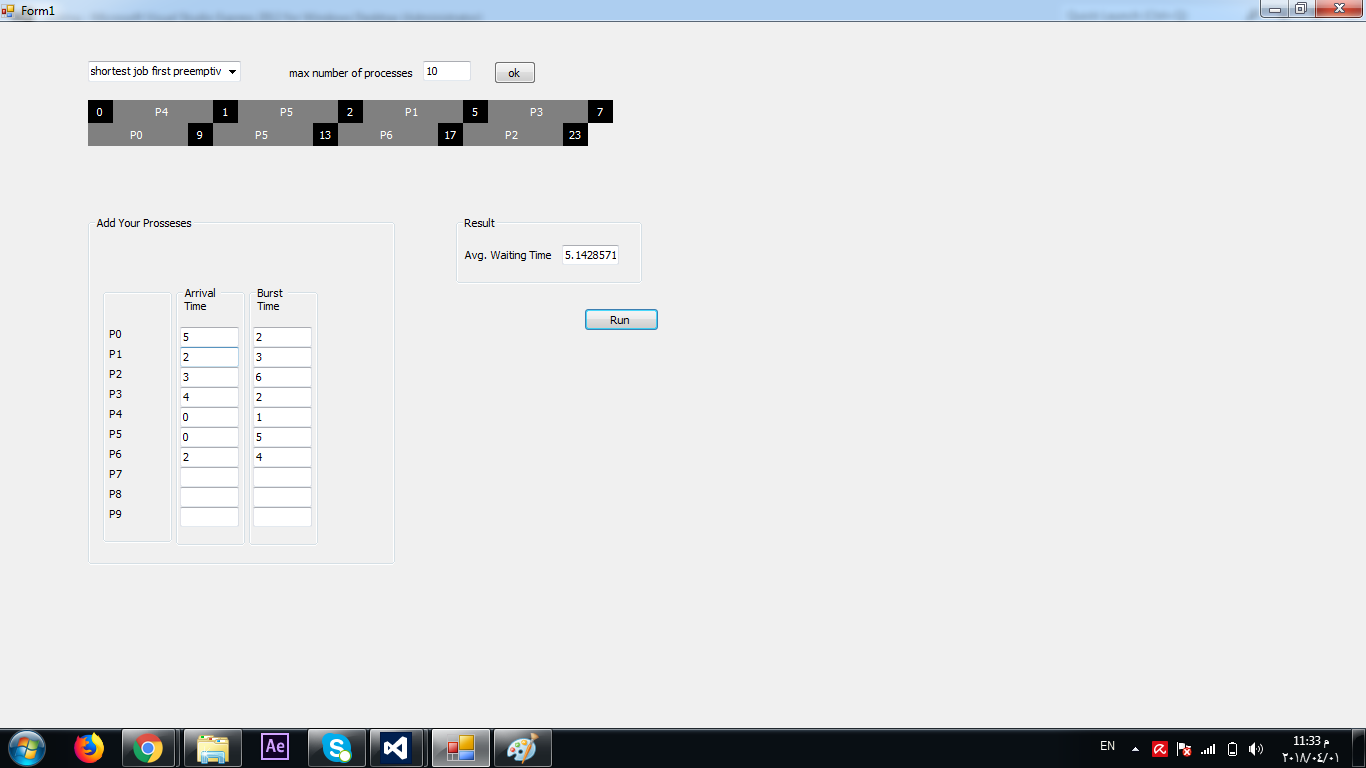 Form1
shortest job first preemptiv
max number of processes 10 ok
0 P4 1 P5 2 P1 5 P3 7
P0 9 P5 13 P6 17 P2 23
Add Your Prosseses
Arrival Time Burst Time
P0 5 2
P1 2 3
P2 3 6
P3 4 2
P4 0 1
P5 0 5
P6 2 4
P7
P8
P9
Result
Avg. Waiting Time 5.1428571
Run
Ae
EN
11:33 م
٢٠١٨/٠٤/٠١